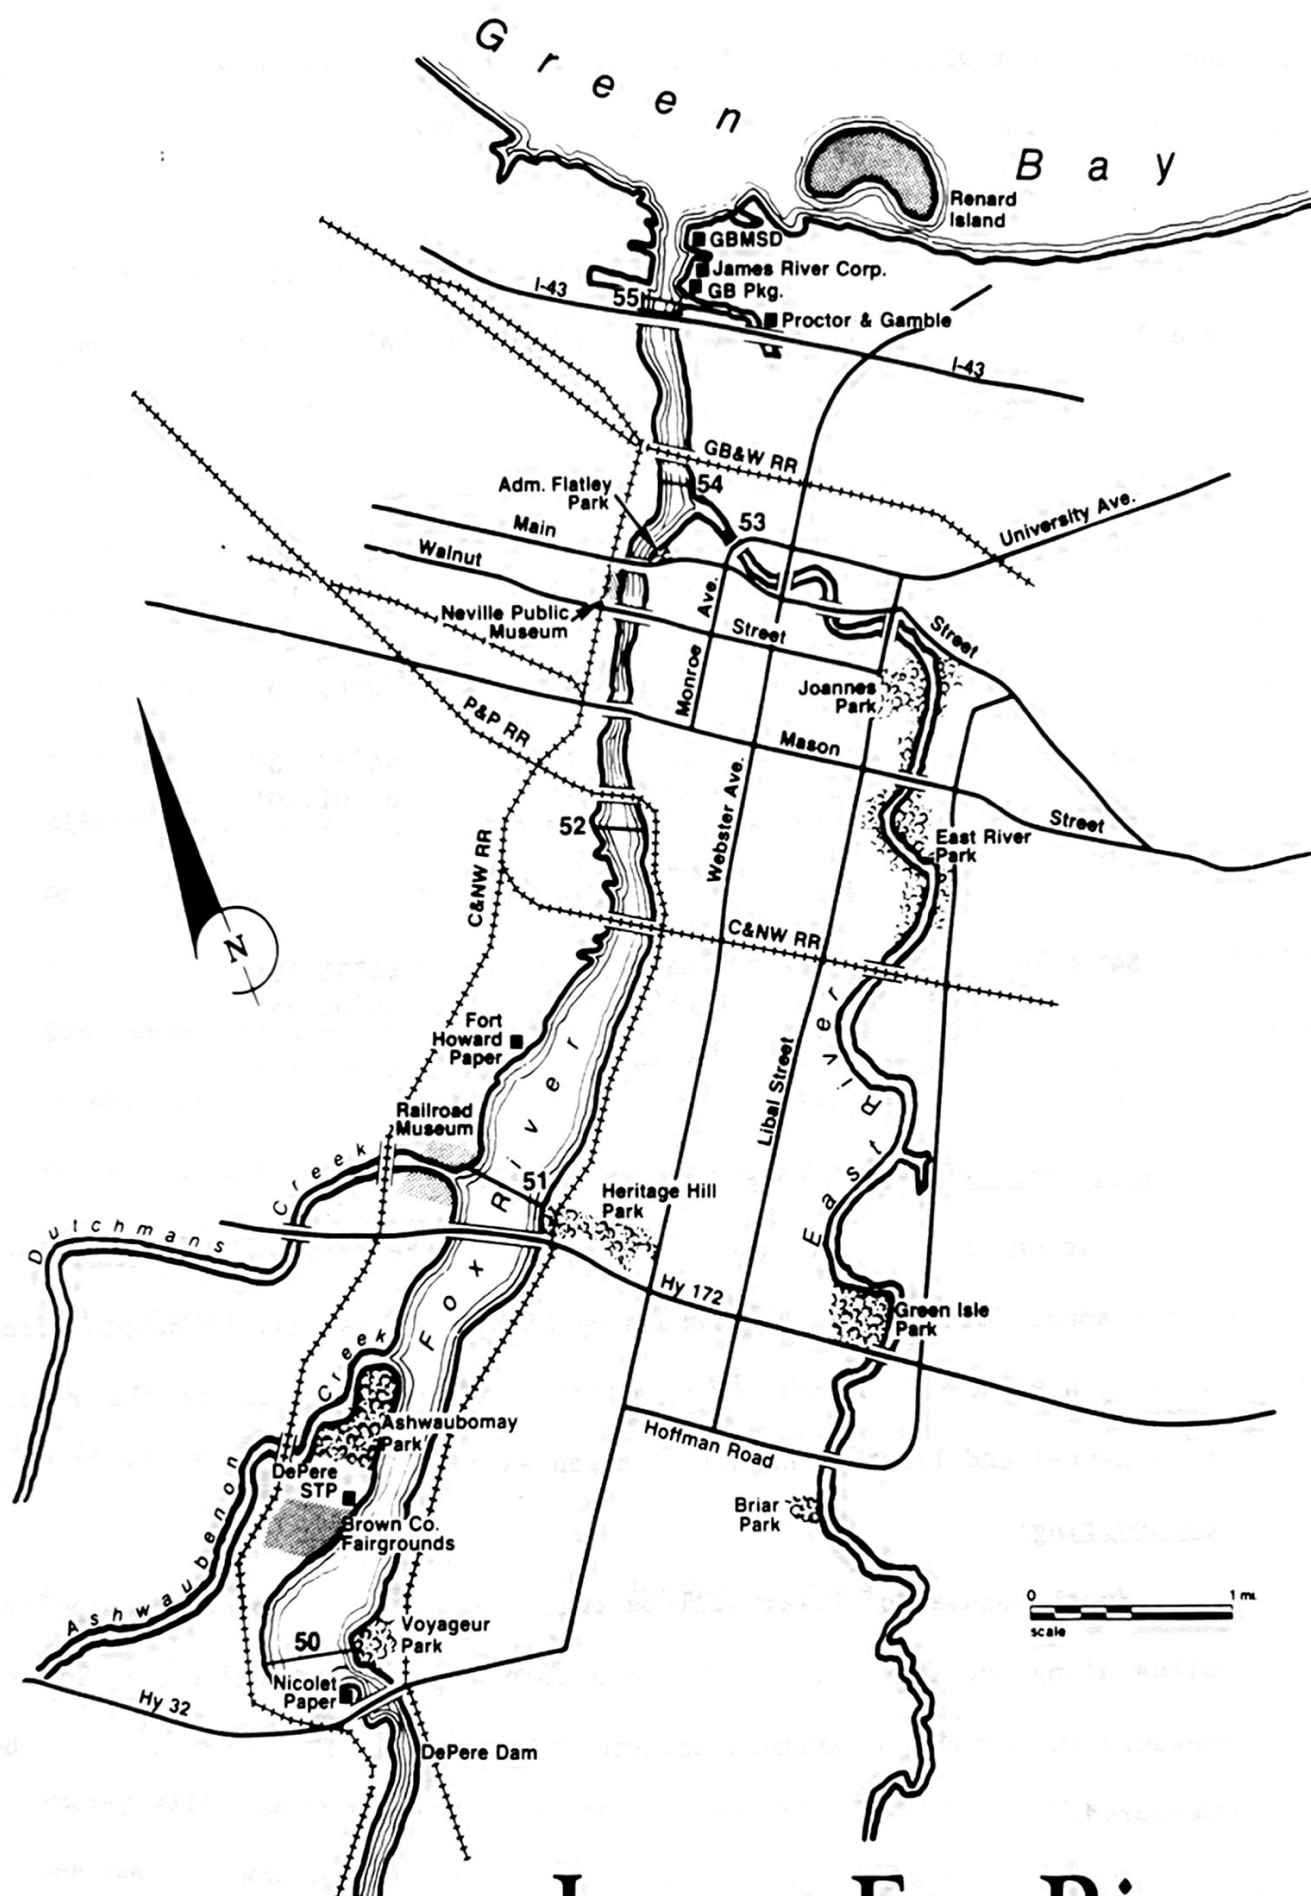 Green
Bay
Renard
Island
GBMSD
James River Corp.
GB Pkg.
I-43
55
Proctor & Gamble
I-43
GB&W RR
Adm. Flatley
Park
54
53
University Ave.
Main
Walnut
Neville Public
Museum
Ave.
Street
Street
Monroe
Joannes
Park
P&P RR
Mason
Webster Ave.
52
East River
Park
Street
C&NW RR
C&NW RR
Fort
Howard
Paper
River
East River
Libal Street
Railroad
Museum
Dutchmans Creek
51
Heritage Hill
Park
Hy 172
Fox
Green Isle
Park
Creek
Ashwaubomay
Park
Hoffman Road
DePere
STP
Briar
Park
Brown Co.
Fairgrounds
Ashwaubenon
0 1 mi.
scale
Voyageur
Park
50
Nicolet
Paper
Hy 32
DePere Dam
N